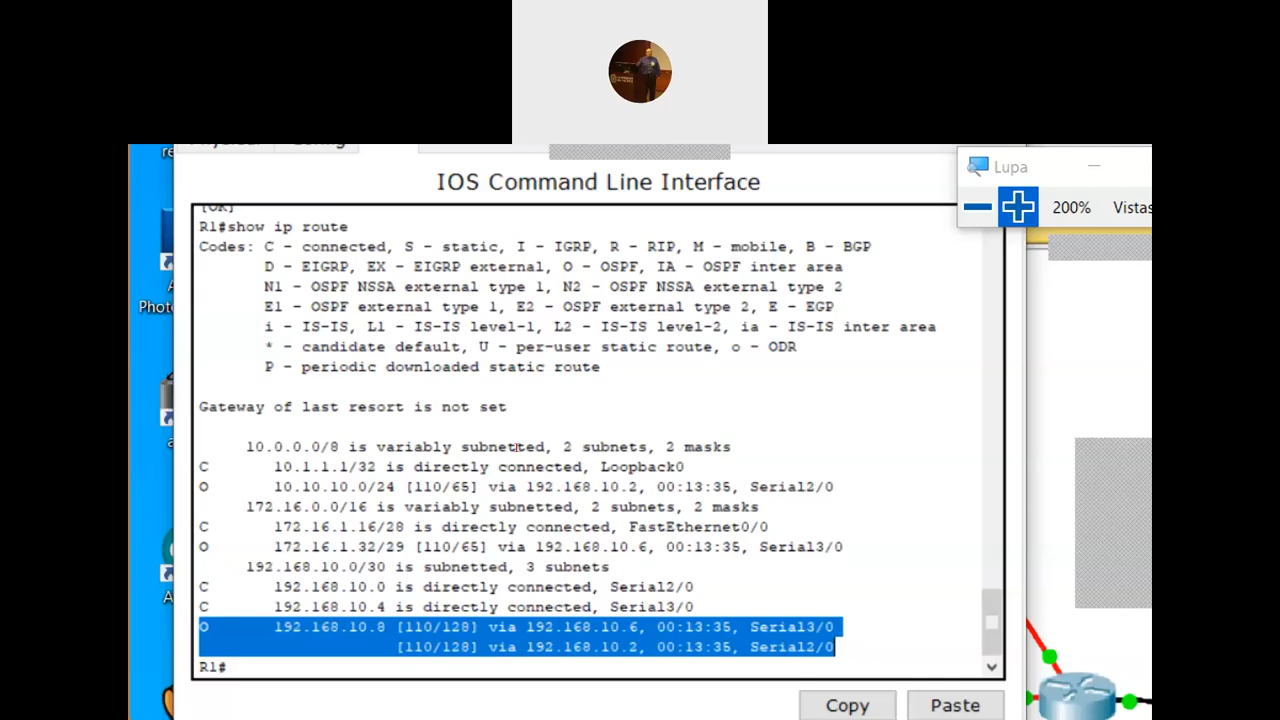 IOS Command Line Interface
Lupa
200% Vistas
[OK]
R1#show ip route
Codes: C - connected, S - static, I - IGRP, R - RIP, M - mobile, B - BGP
D - EIGRP, EX - EIGRP external, O - OSPF, IA - OSPF inter area
N1 - OSPF NSSA external type 1, N2 - OSPF NSSA external type 2
E1 - OSPF external type 1, E2 - OSPF external type 2, E - EGP
i - IS-IS, L1 - IS-IS level-1, L2 - IS-IS level-2, ia - IS-IS inter area
* - candidate default, U - per-user static route, o - ODR
P - periodic downloaded static route
Gateway of last resort is not set
10.0.0.0/8 is variably subnetted, 2 subnets, 2 masks
C 10.1.1.1/32 is directly connected, Loopback0
O 10.10.10.0/24 [110/65] via 192.168.10.2, 00:13:35, Serial2/0
172.16.0.0/16 is variably subnetted, 2 subnets, 2 masks
C 172.16.1.16/28 is directly connected, FastEthernet0/0
O 172.16.1.32/29 [110/65] via 192.168.10.6, 00:13:35, Serial3/0
192.168.10.0/30 is subnetted, 3 subnets
C 192.168.10.0 is directly connected, Serial2/0
C 192.168.10.4 is directly connected, Serial3/0
O 192.168.10.8 [110/128] via 192.168.10.6, 00:13:35, Serial3/0
[110/128] via 192.168.10.2, 00:13:35, Serial2/0
R1#
Copy Paste